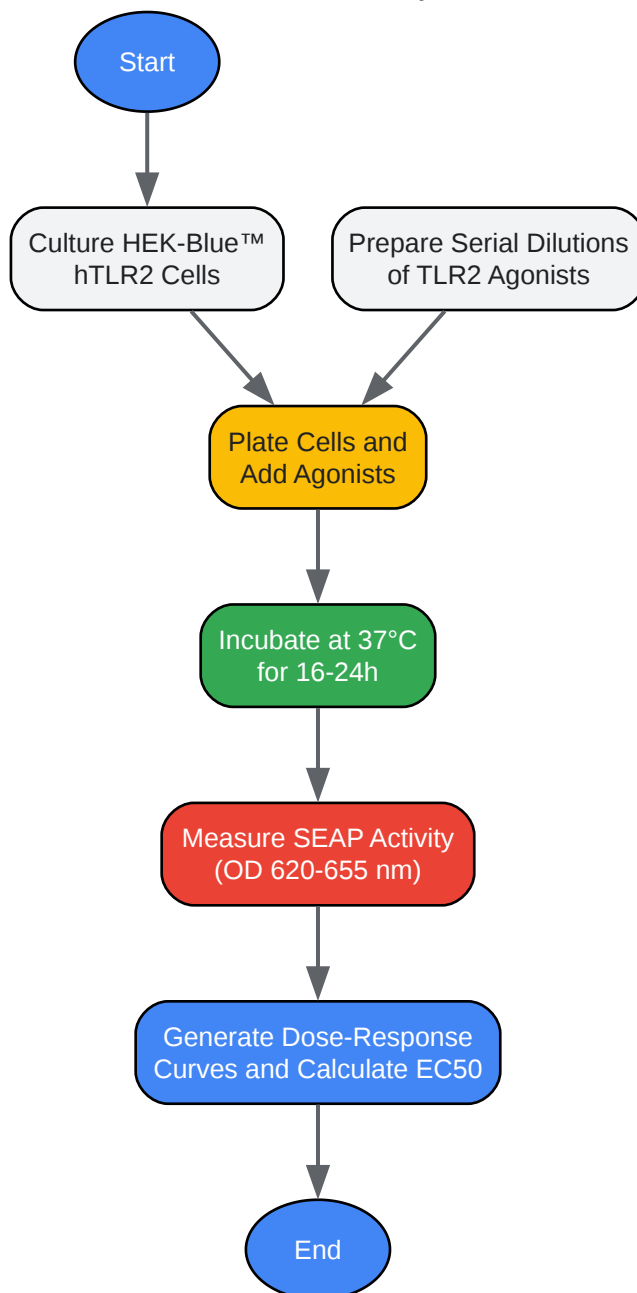 Start
Culture HEK-Blue™
hTLR2 Cells
Prepare Serial Dilutions
of TLR2 Agonists
Plate Cells and
Add Agonists
Incubate at 37°C
for 16-24h
Measure SEAP Activity
(OD 620-655 nm)
Generate Dose-Response
Curves and Calculate EC50
End